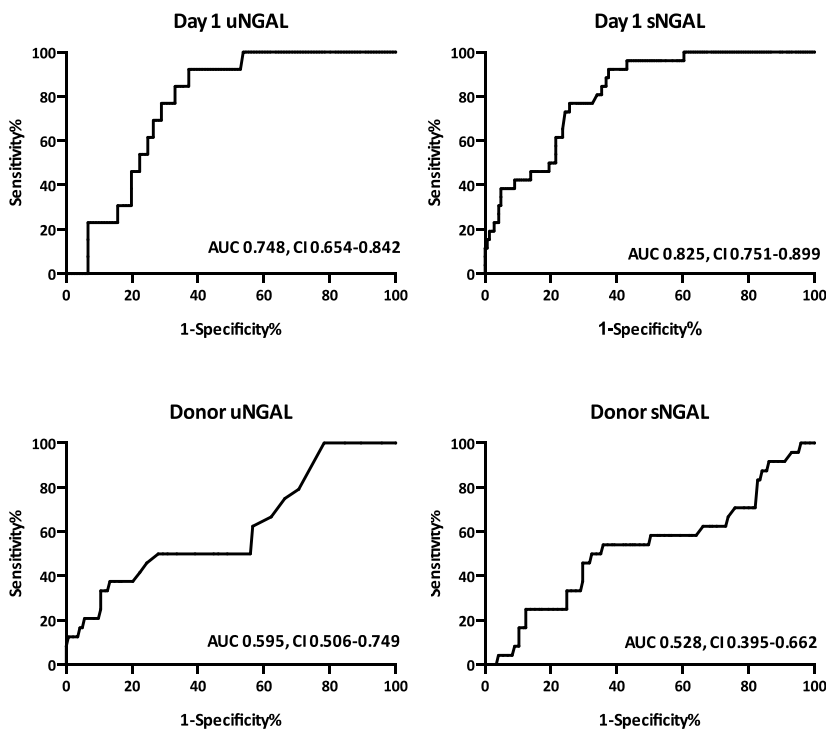 Day 1 uNGAL
100
80
60
40
20
0
Sensitivity%
AUC 0.748, CI 0.654-0.842
0 20 40 60 80 100
1-Specificity%
Day 1 sNGAL
100
80
60
40
20
0
Sensitivity%
AUC 0.825, CI 0.751-0.899
0 20 40 60 80 100
1-Specificity%
Donor uNGAL
100
80
60
40
20
0
Sensitivity%
AUC 0.595, CI 0.506-0.749
0 20 40 60 80 100
1-Specificity%
Donor sNGAL
100
80
60
40
20
0
Sensitivity%
AUC 0.528, CI 0.395-0.662
0 20 40 60 80 100
1-Specificity%